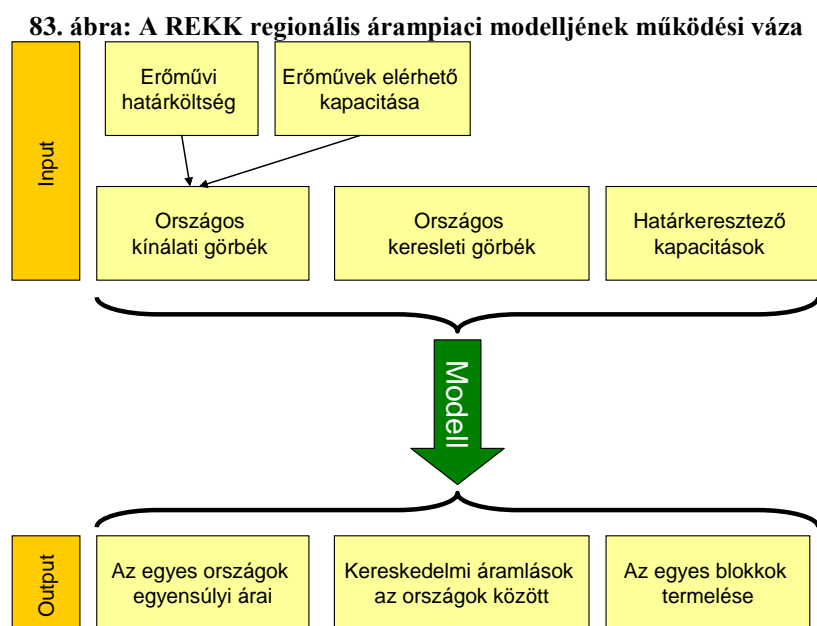 83. ábra: A REKK regionális árampiaci modelljének működési váza
Input
Erőművi
határköltség
Erőművek elérhető
kapacitása
Országos
kínálati görbék
Országos
keresleti görbék
Határkeresztező
kapacitások
Modell
Output
Az egyes országok
egyensúlyi árai
Kereskedelmi áramlások
az országok között
Az egyes blokkok
termelése